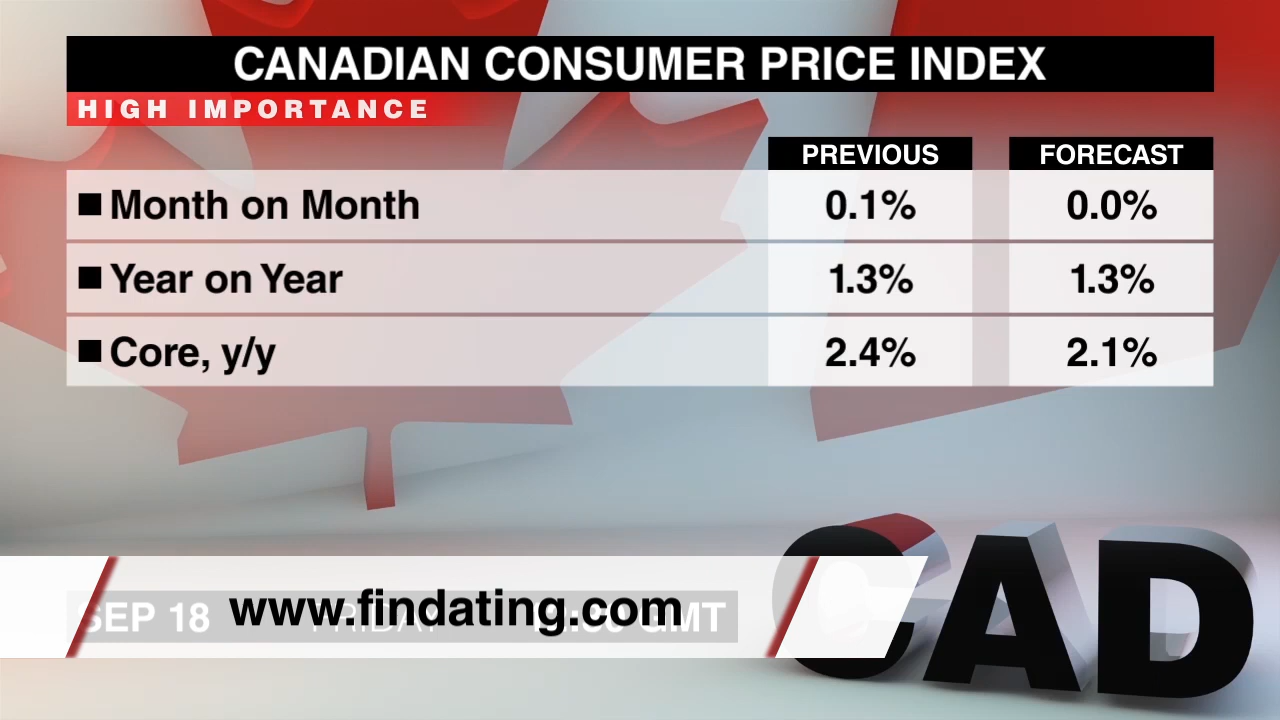 CANADIAN CONSUMER PRICE INDEX
HIGH IMPORTANCE
PREVIOUS FORECAST
Month on Month 0.1% 0.0%
Year on Year 1.3% 1.3%
Core, y/y 2.4% 2.1%
SEP 18 FRIDAY GMT
www.findating.com
CAD